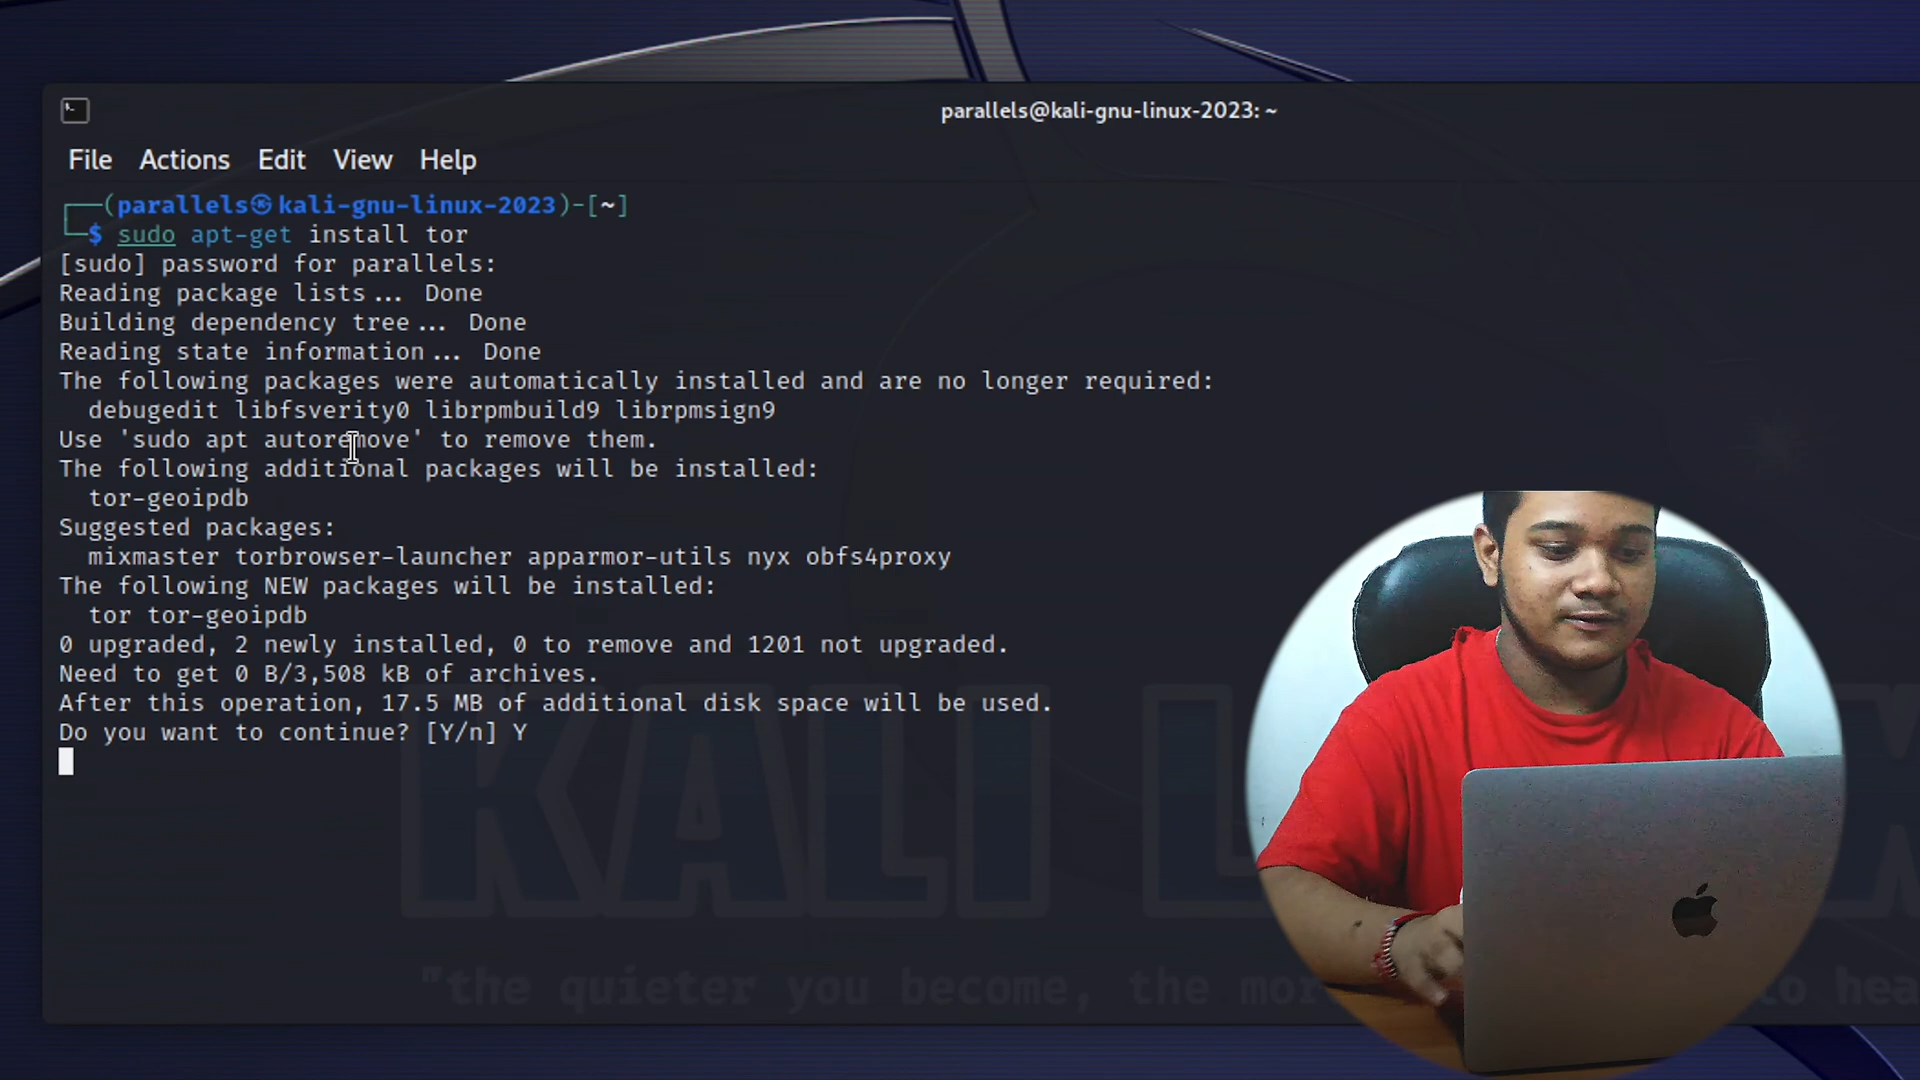 parallels@kali-gnu-linux-2023: ~
File Actions Edit View Help
┌──(parallels㉿kali-gnu-linux-2023)-[~]
└─$ sudo apt-get install tor
[sudo] password for parallels:
Reading package lists... Done
Building dependency tree... Done
Reading state information... Done
The following packages were automatically installed and are no longer required:
debugedit libfsverity0 librpmbuild9 librpmsign9
Use 'sudo apt autoremove' to remove them.
The following additional packages will be installed:
tor-geoipdb
Suggested packages:
mixmaster torbrowser-launcher apparmor-utils nyx obfs4proxy
The following NEW packages will be installed:
tor tor-geoipdb
0 upgraded, 2 newly installed, 0 to remove and 1201 not upgraded.
Need to get 0 B/3,508 kB of archives.
After this operation, 17.5 MB of additional disk space will be used.
Do you want to continue? [Y/n] Y
KALI L
"the quieter you become, the mor to hea